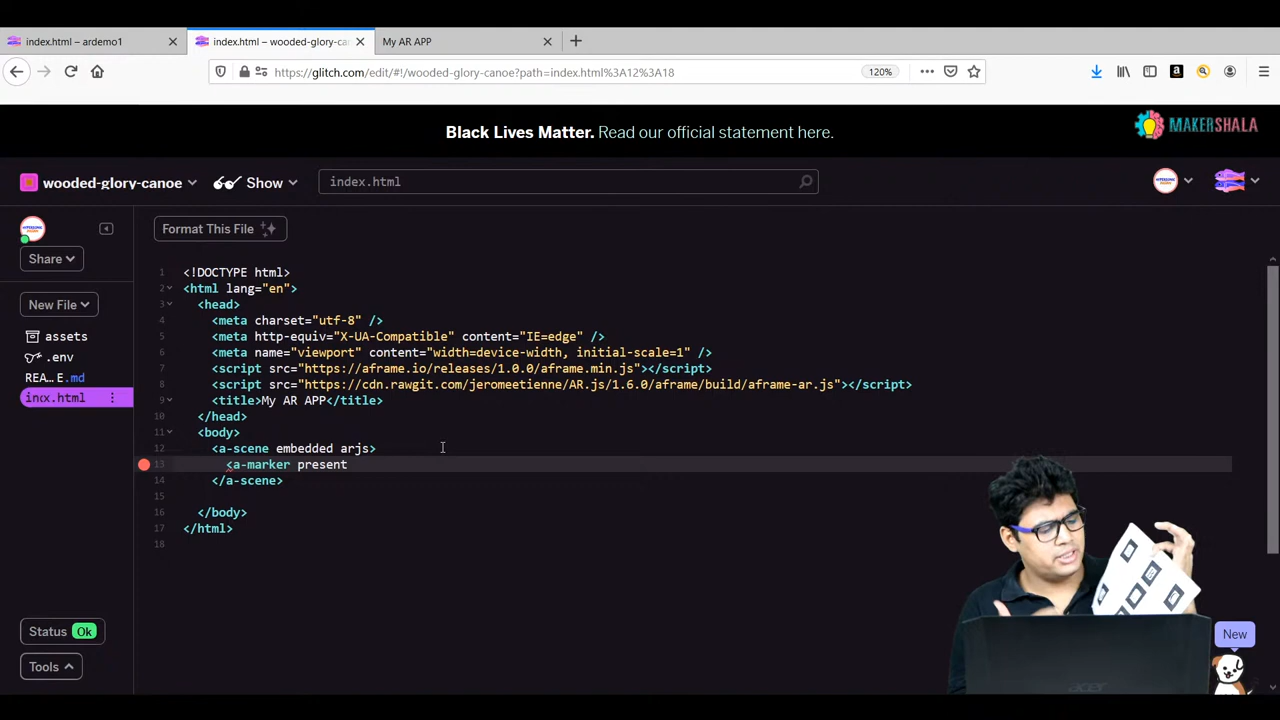 index.html – ardemo1
index.html – wooded-glory-ca
My AR APP
https://glitch.com/edit/#!/wooded-glory-canoe?path=index.html%3A12%3A18
120%
Black Lives Matter. Read our official statement here.
MAKERSHALA
wooded-glory-canoe
Show
index.html
Format This File
Share
New File
assets
.env
REA…E.md
html
1 <!DOCTYPE html>
2 <html lang="en">
3 <head>
4 <meta charset="utf-8" />
5 <meta http-equiv="X-UA-Compatible" content="IE=edge" />
6 <meta name="viewport" content="width=device-width, initial-scale=1" />
7 <script src="https://aframe.io/releases/1.0.0/aframe.min.js"></script>
8 <script src="https://cdn.rawgit.com/jeromeetienne/AR.js/1.6.0/aframe/build/aframe-ar.js"></script>
9 <title>My AR APP</title>
10 </head>
11 <body>
12 <a-scene embedded arjs>
13 <a-marker present
14 </a-scene>
15
16 </body>
17 </html>
18
Status Ok
Tools
New
acer